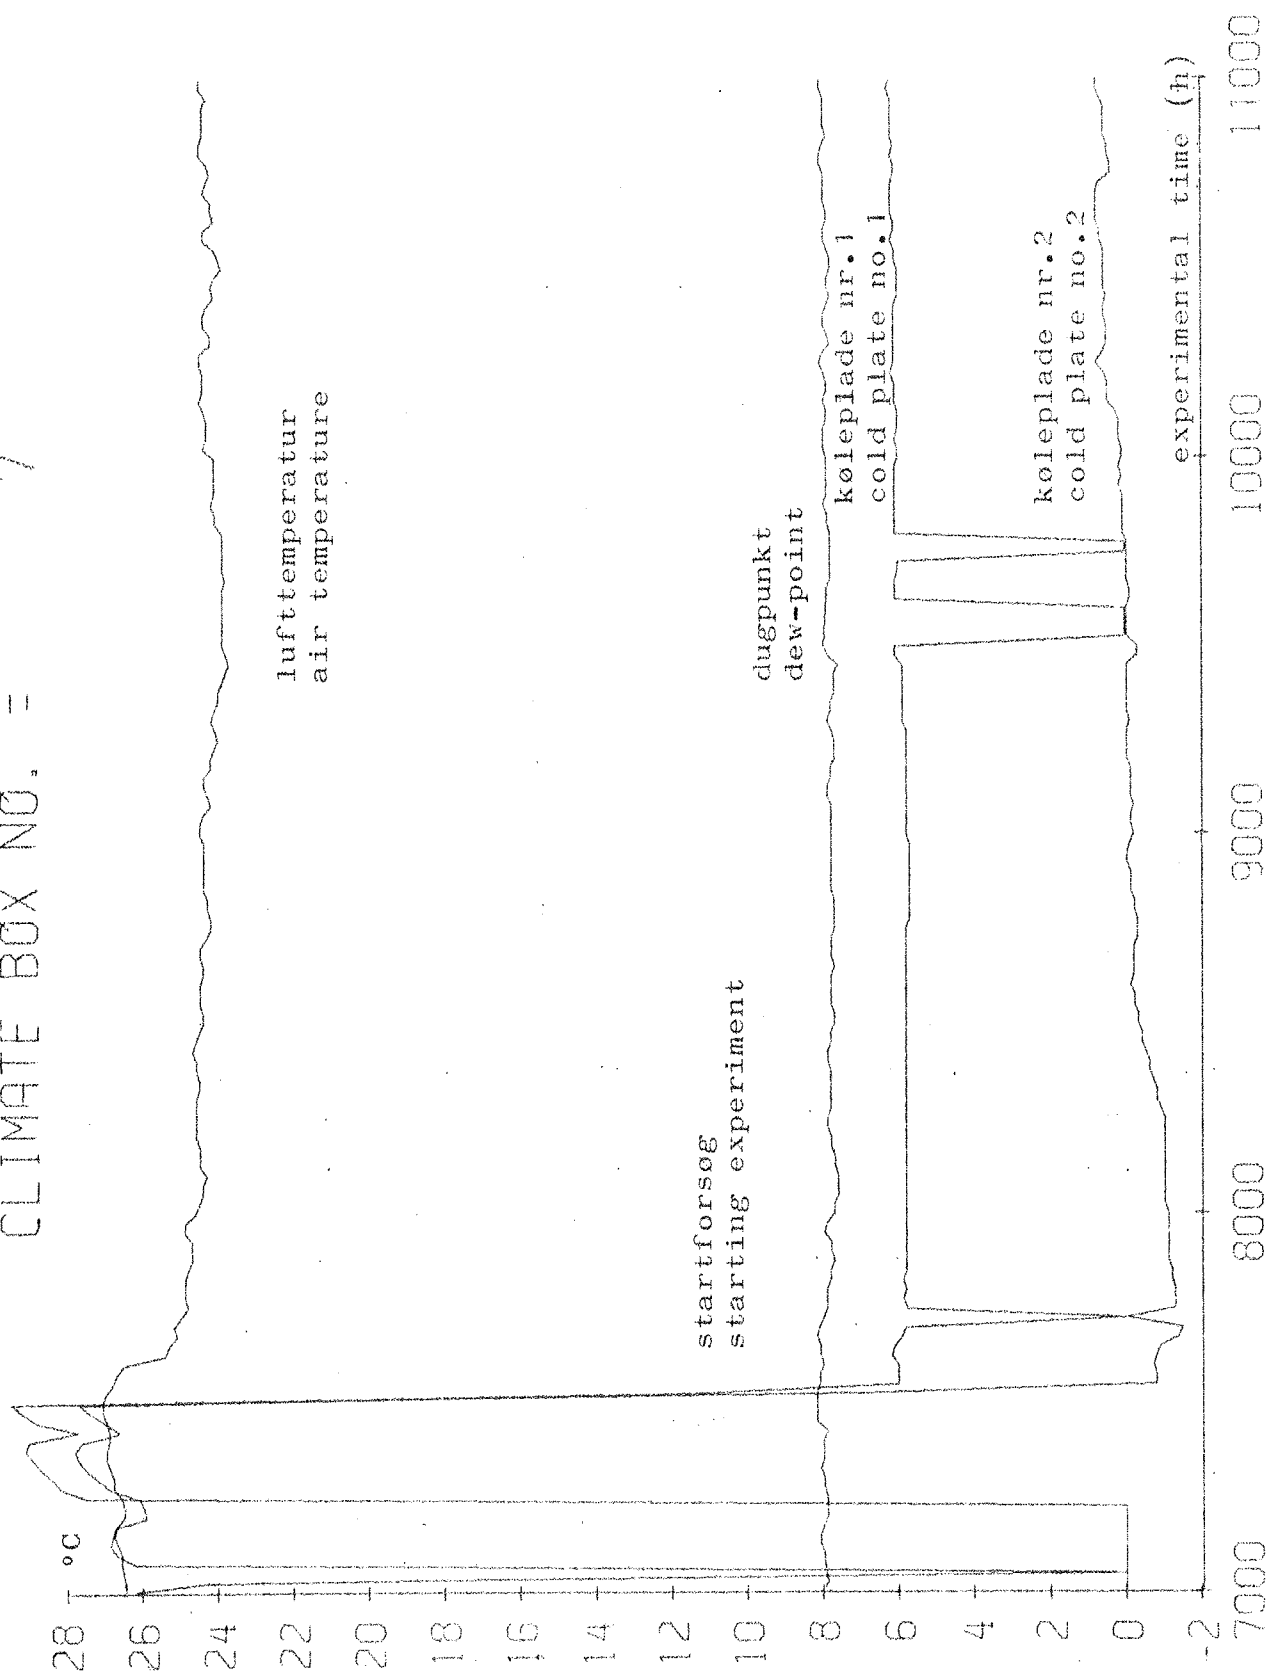 CLIMATE BOX NO. = 7
°C
28
26
24
22
20
18
16
14
12
10
8
6
4
2
0
-2
lufttemperatur
air temperature
startforsøg
starting experiment
dugpunkt
dew-point
køleplade nr.1
cold plate no.1
køleplade nr.2
cold plate no.2
experimental time (h)
7000
8000
9000
10000
11000